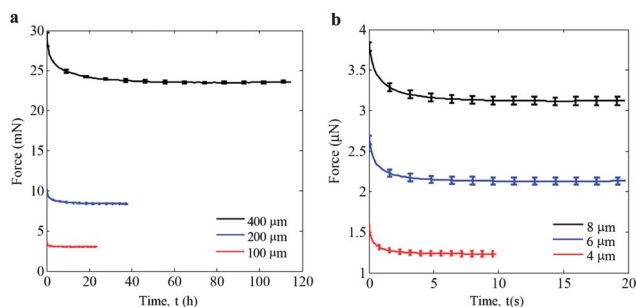 a
Force (mN)
30
25
20
15
10
5
0
0 20 40 60 80 100 120
Time, t (h)
400 μm
200 μm
100 μm
b
Force (μN)
4
3.5
3
2.5
2
1.5
1
0 5 10 15 20
Time, t(s)
8 μm
6 μm
4 μm